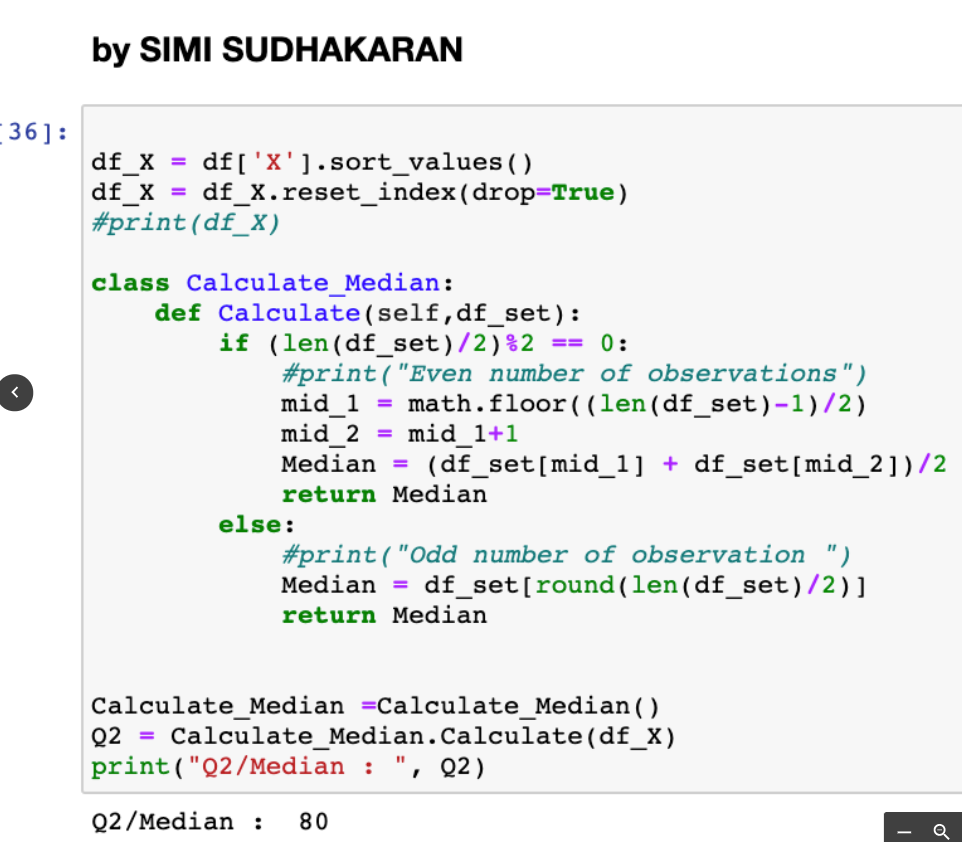 by SIMI SUDHAKARAN
[36]:
df_X = df['X'].sort_values()
df_X = df_X.reset_index(drop=True)
#print(df_X)
class Calculate_Median:
    def Calculate(self,df_set):
        if (len(df_set)/2)%2 == 0:
            #print("Even number of observations")
            mid_1 = math.floor((len(df_set)-1)/2)
            mid_2 = mid_1+1
            Median = (df_set[mid_1] + df_set[mid_2])/2
            return Median
        else:
            #print("Odd number of observation ")
            Median = df_set[round(len(df_set)/2)]
            return Median
Calculate_Median =Calculate_Median()
Q2 = Calculate_Median.Calculate(df_X)
print("Q2/Median : ", Q2)
Q2/Median :  80